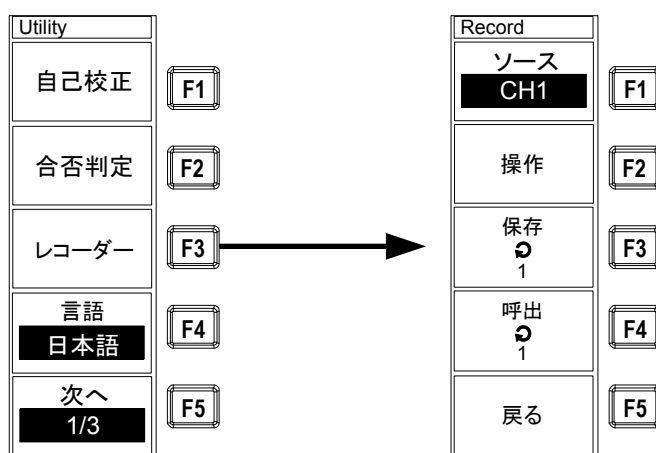 Utility
自己校正
F1
合否判定
F2
レコーダー
F3
言語
日本語
F4
次へ
1/3
F5
Record
ソース
CH1
F1
操作
F2
保存
1
F3
呼出
1
F4
戻る
F5